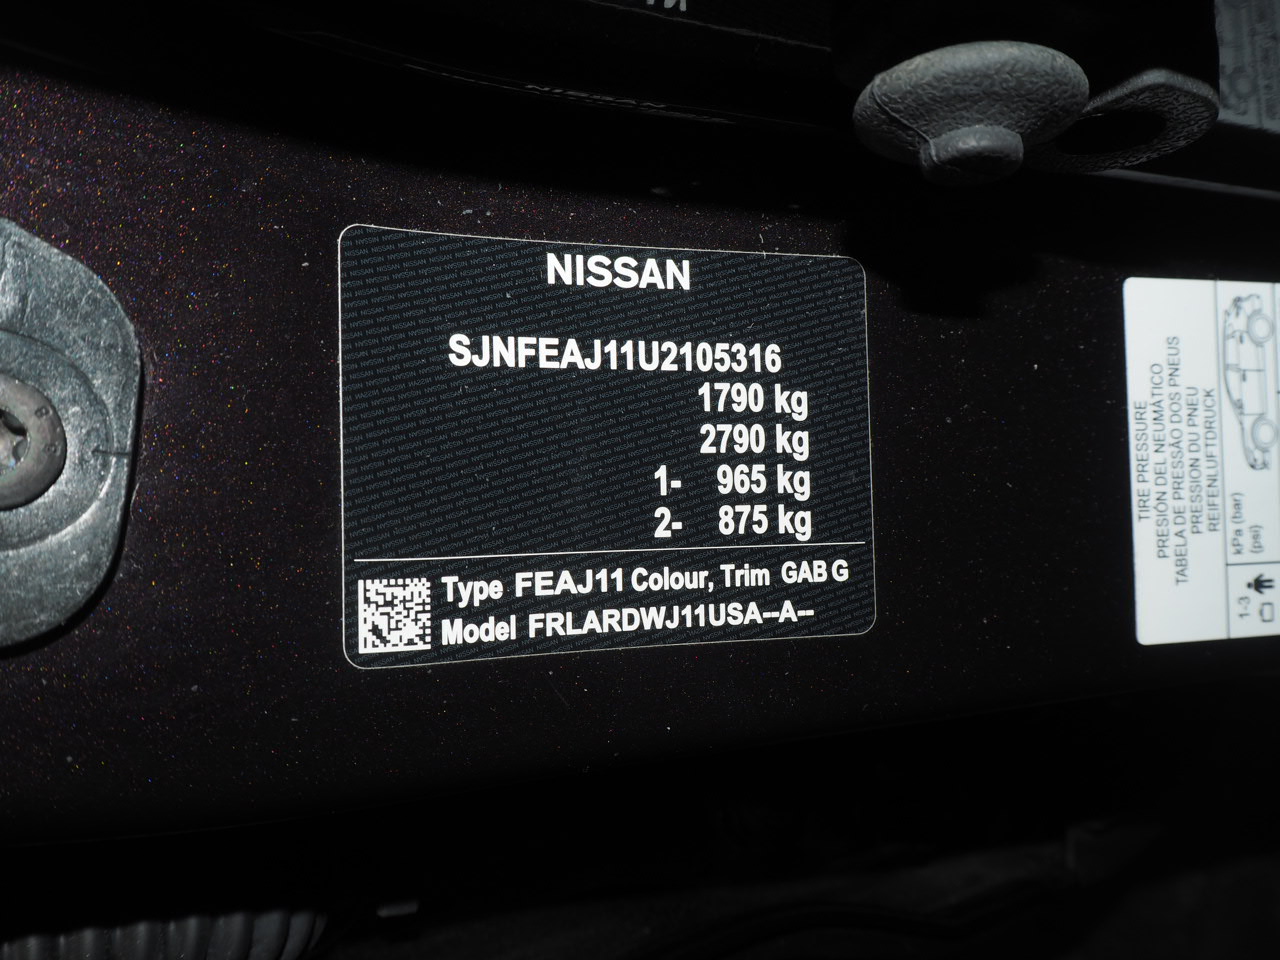 NISSAN
SJNFEAJ11U2105316
1790 kg
2790 kg
1- 965 kg
2- 875 kg
Type FEAJ11 Colour, Trim GAB G
Model FRLARDWJ11USA--A--
TIRE PRESSURE
PRESIÓN DEL NEUMÁTICO
TABELA DE PRESSÃO DOS PNEUS
PRESSION DU PNEU
REIFENLUFTDRUCK
kPa (bar)
(psi)
1-3